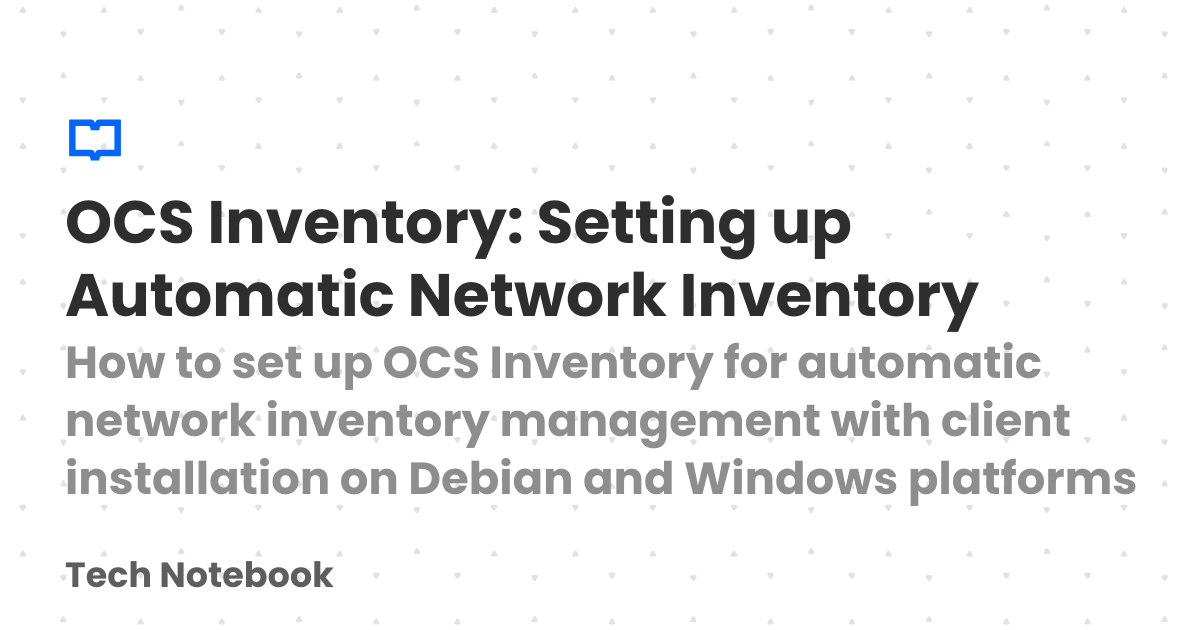 OCS Inventory: Setting up
Automatic Network Inventory
How to set up OCS Inventory for automatic
network inventory management with client
installation on Debian and Windows platforms
Tech Notebook